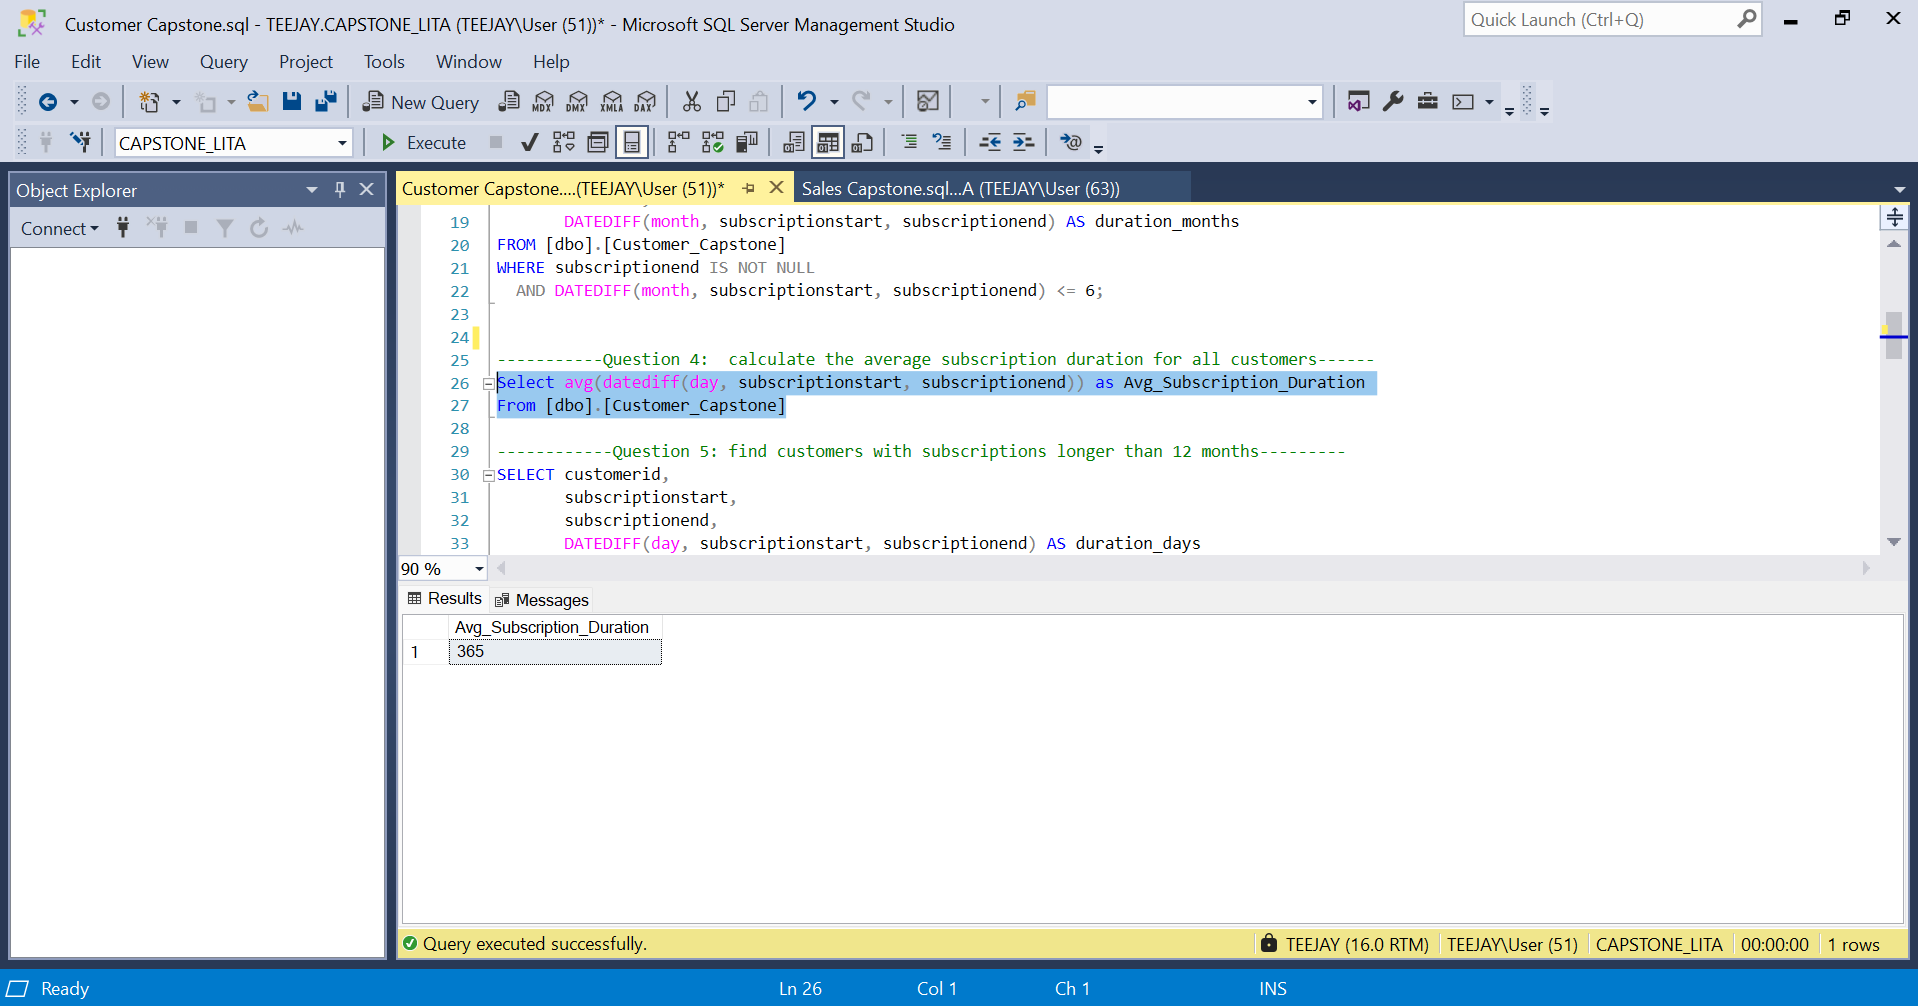 Customer Capstone.sql - TEEJAY.CAPSTONE_LITA (TEEJAY\User (51))* - Microsoft SQL Server Management Studio
Quick Launch (Ctrl+Q)
File Edit View Query Project Tools Window Help
New Query MDX DMX XMLA DAX
CAPSTONE_LITA Execute
Object Explorer
Connect
Customer Capstone....(TEEJAY\User (51))* Sales Capstone.sql...A (TEEJAY\User (63))
19 DATEDIFF(month, subscriptionstart, subscriptionend) AS duration_months
20 FROM [dbo].[Customer_Capstone]
21 WHERE subscriptionend IS NOT NULL
22 AND DATEDIFF(month, subscriptionstart, subscriptionend) <= 6;
23
24
25 -----------Question 4:  calculate the average subscription duration for all customers------
26 Select avg(datediff(day, subscriptionstart, subscriptionend)) as Avg_Subscription_Duration
27 From [dbo].[Customer_Capstone]
28
29 ------------Question 5: find customers with subscriptions longer than 12 months---------
30 SELECT customerid,
31 subscriptionstart,
32 subscriptionend,
33 DATEDIFF(day, subscriptionstart, subscriptionend) AS duration_days
90 %
Results Messages
Avg_Subscription_Duration
1 365
Query executed successfully. TEEJAY (16.0 RTM) TEEJAY\User (51) CAPSTONE_LITA 00:00:00 1 rows
Ready Ln 26 Col 1 Ch 1 INS